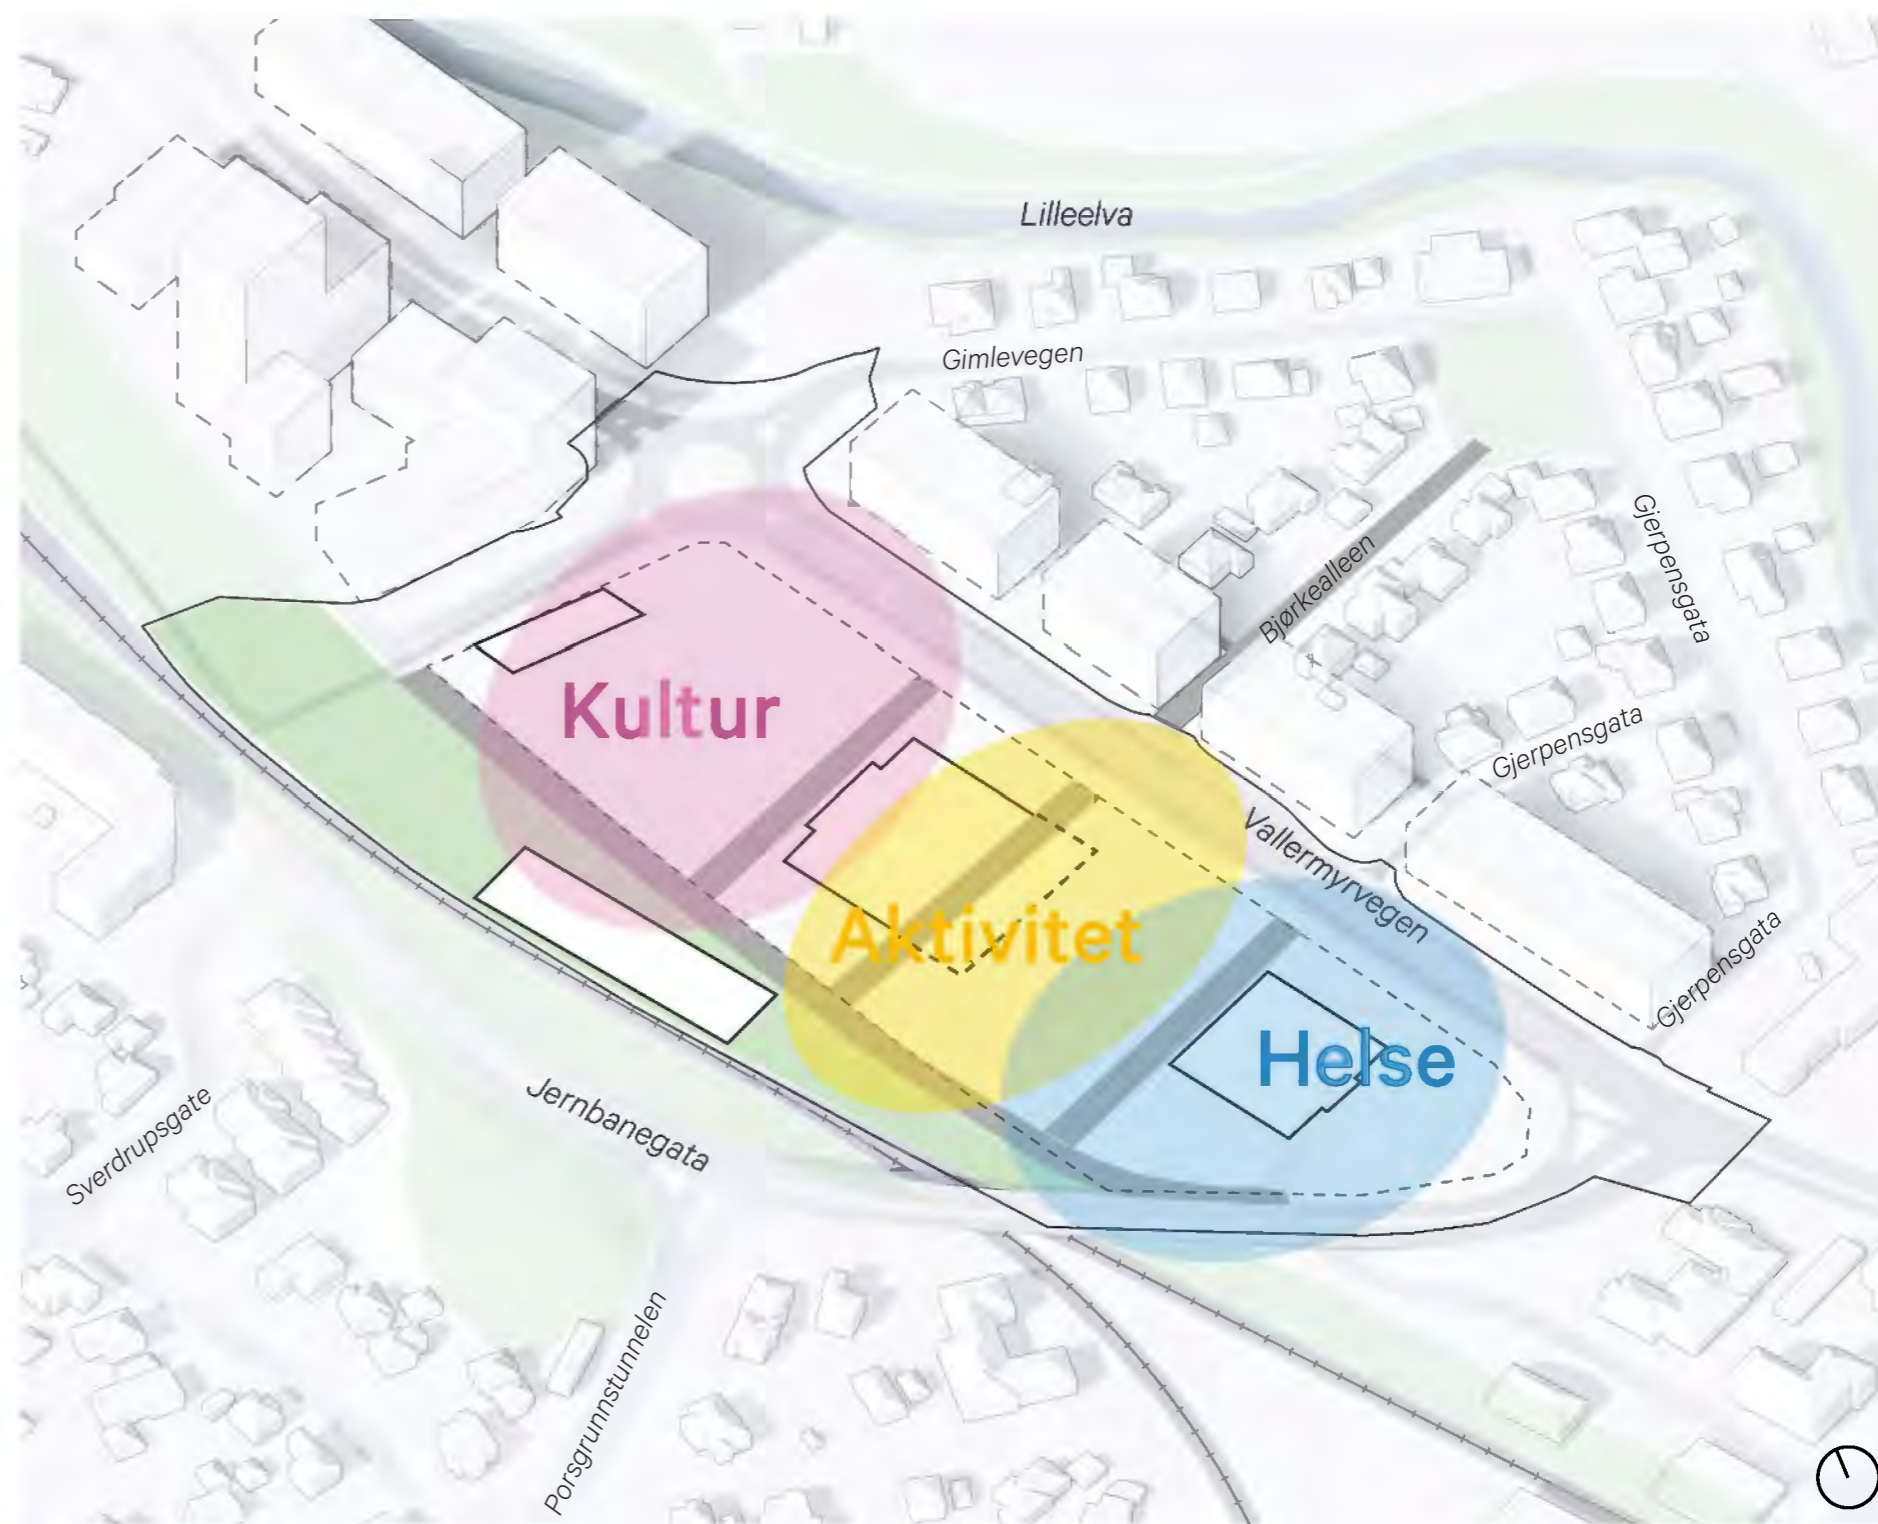 Lilleelva
Gimlevegen
Bjørkealleen
Gjerpensgata
Kultur
Gjerpensgata
Vallermyrvegen
Aktivitet
Gjerpensgata
Helse
Jernbanegata
Sverdrupsgate
Porsgrunnstunnelen